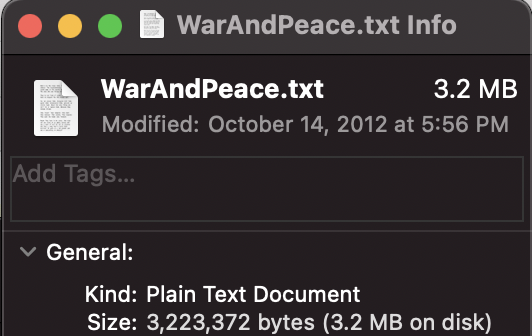 WarAndPeace.txt Info
WarAndPeace.txt 3.2 MB
Modified: October 14, 2012 at 5:56 PM
Add Tags...
General:
Kind: Plain Text Document
Size: 3,223,372 bytes (3.2 MB on disk)